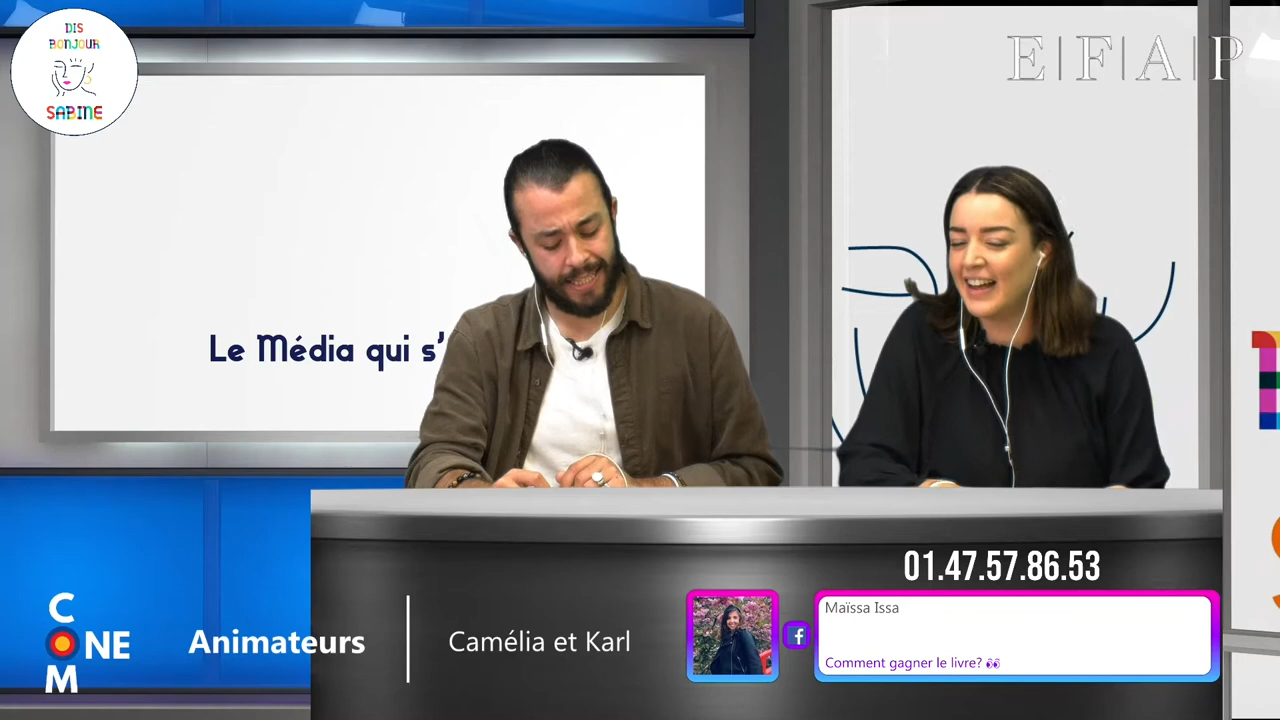 DIS
BONJOUR
SABINE
E|F|A|P
Le Média qui s'
01.47.57.86.53
Maïssa Issa
Comment gagner le livre? 👀
C
ONE
M
Animateurs
Camélia et Karl